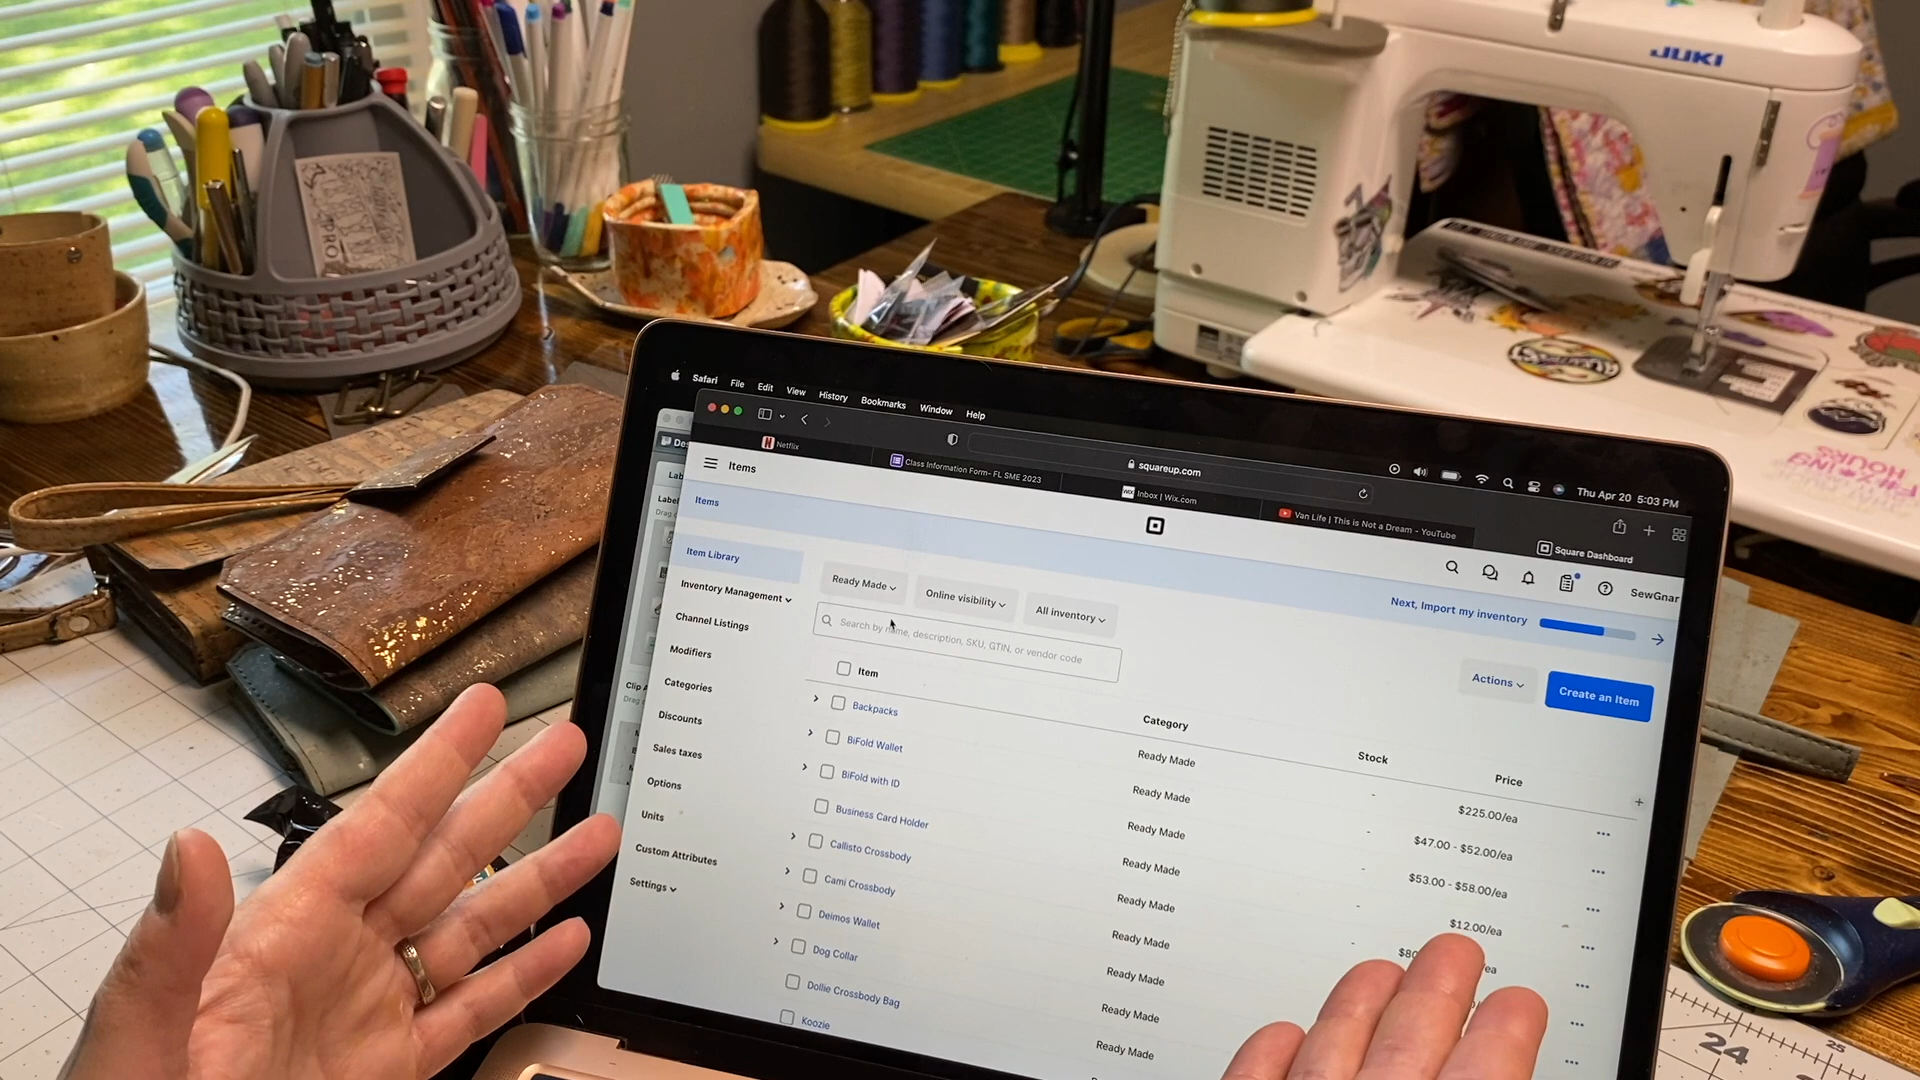 JUKI
Safari File Edit View History Bookmarks Window Help
Thu Apr 20 5:03 PM
squareup.com
Netflix
Class Information Form- FL SME 2023
Inbox | Wix.com
Van Life | This is Not a Dream - YouTube
Square Dashboard
Items
Items
SewGnar
Next, Import my inventory
Item Library
Inventory Management
Channel Listings
Modifiers
Categories
Discounts
Sales taxes
Options
Units
Custom Attributes
Settings
Ready Made
Online visibility
All inventory
Search by name, description, SKU, GTIN, or vendor code
Actions
Create an Item
Item
Category
Stock
Price
Backpacks
Ready Made
-
$225.00/ea
BiFold Wallet
Ready Made
-
$47.00 - $52.00/ea
BiFold with ID
Ready Made
-
$53.00 - $58.00/ea
Business Card Holder
Ready Made
-
$12.00/ea
Callisto Crossbody
Ready Made
-
$80
ea
Cami Crossbody
Ready Made
Deimos Wallet
Ready Made
Dog Collar
Ready Made
Dollie Crossbody Bag
Ready Made
Koozie
24
25